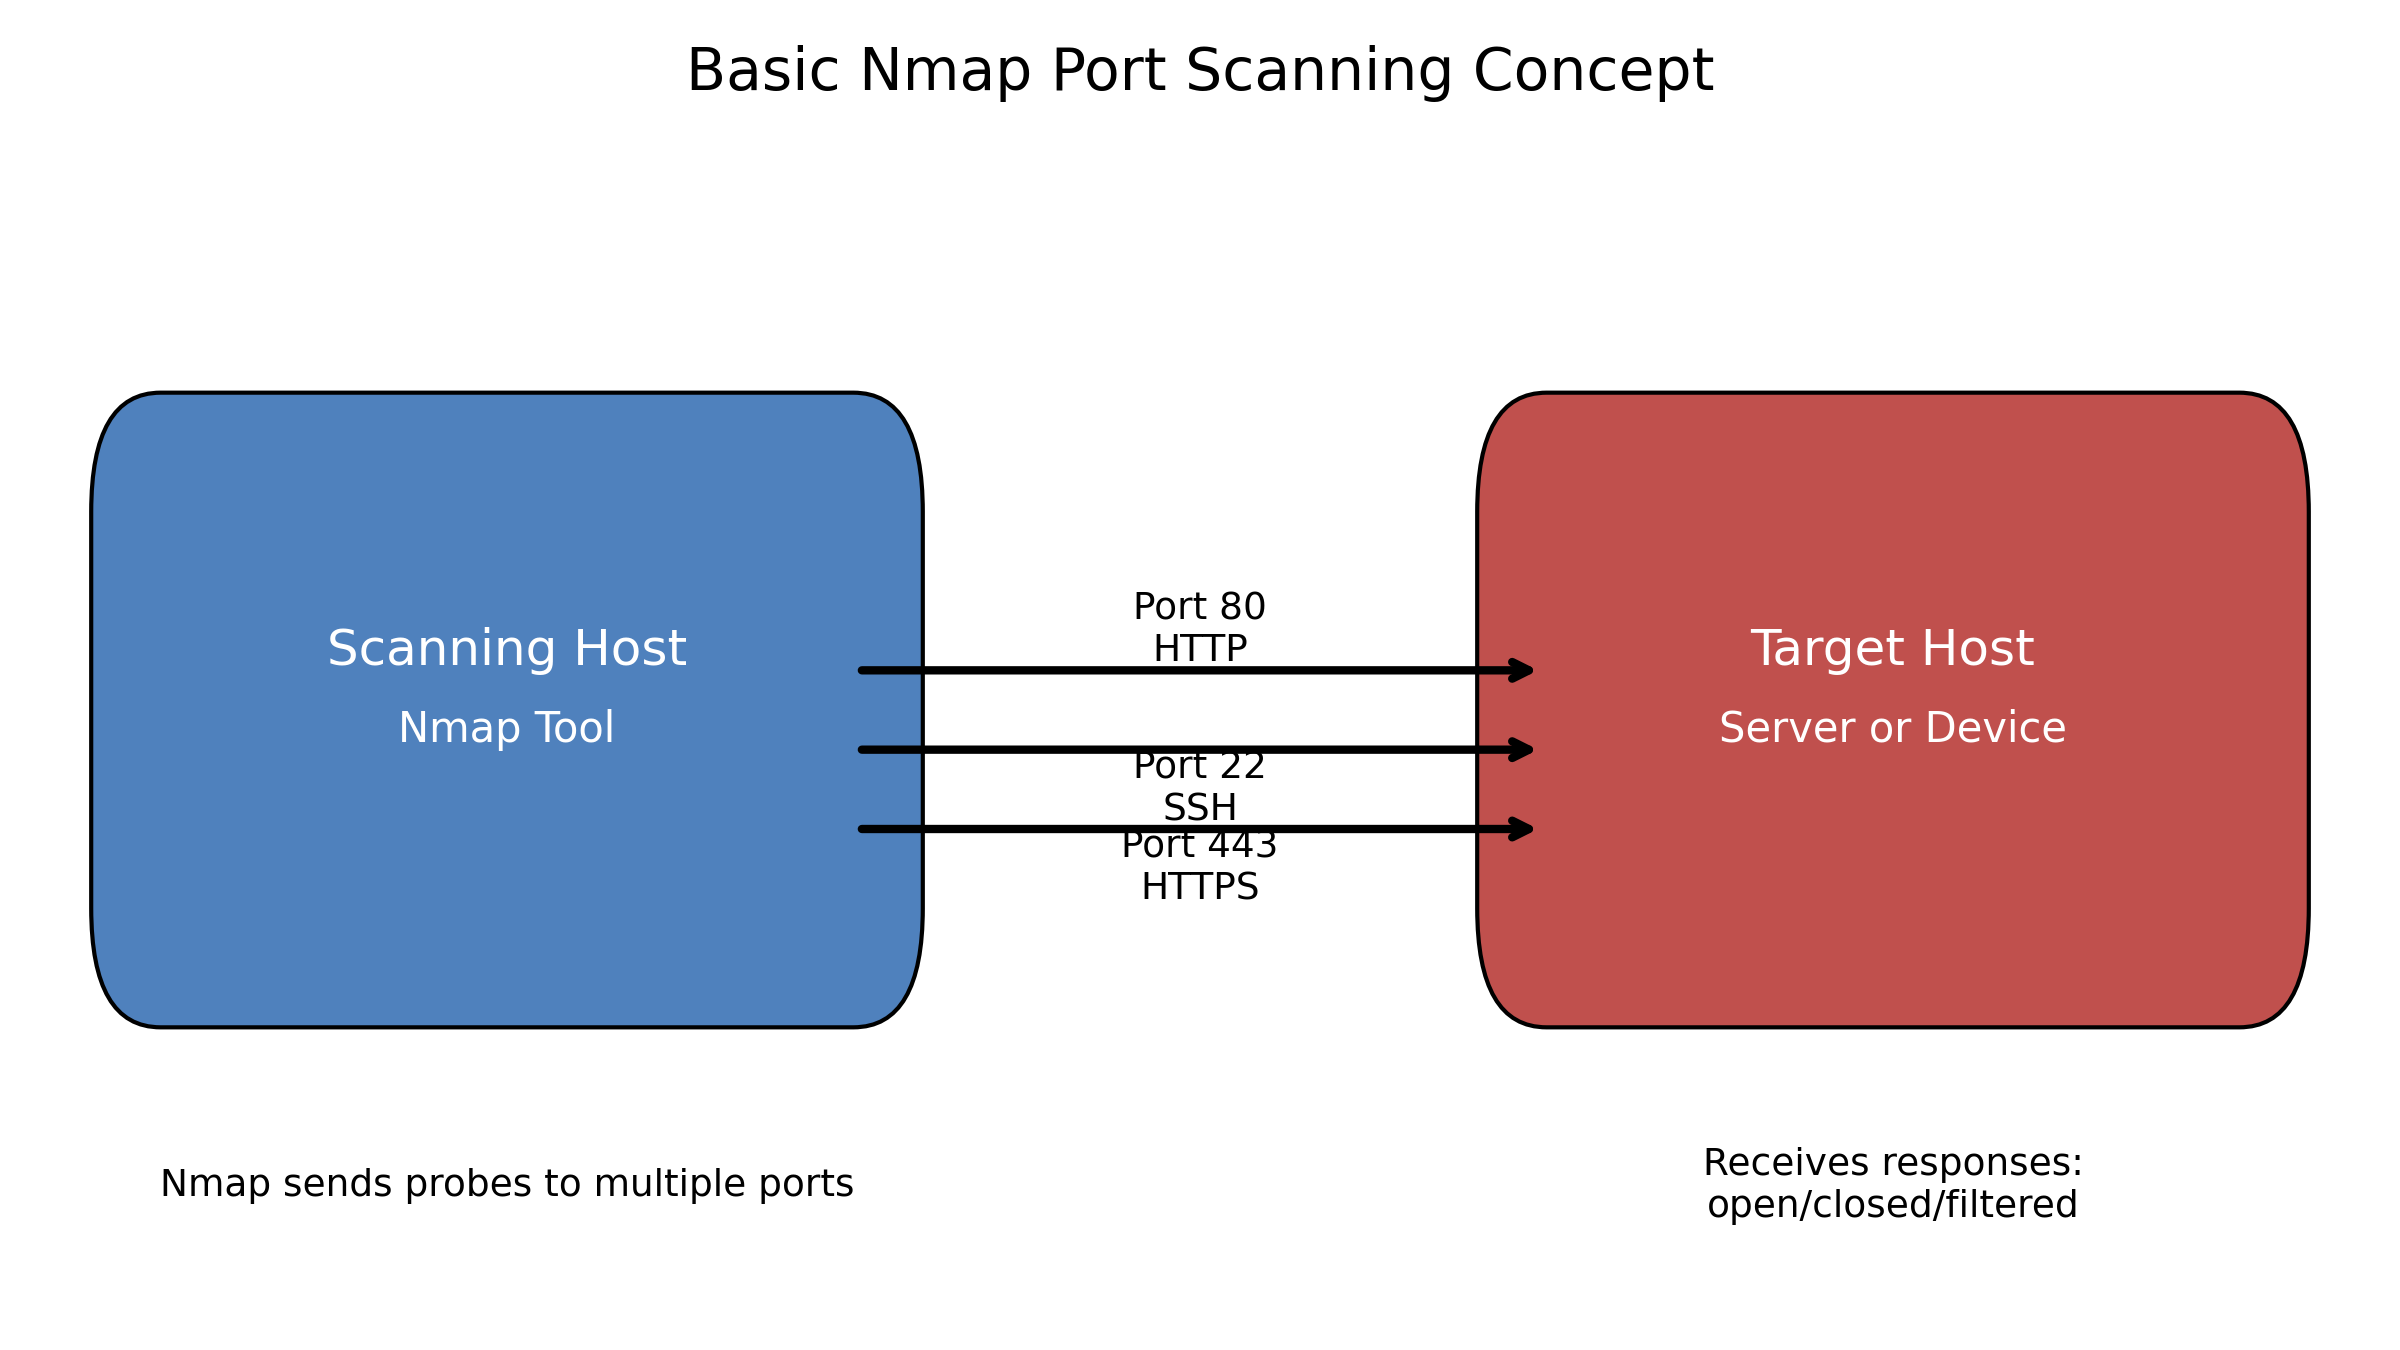 Basic Nmap Port Scanning Concept
Scanning Host
Nmap Tool
Port 80
HTTP
Port 22
SSH
Port 443
HTTPS
Target Host
Server or Device
Nmap sends probes to multiple ports
Receives responses:
open/closed/filtered